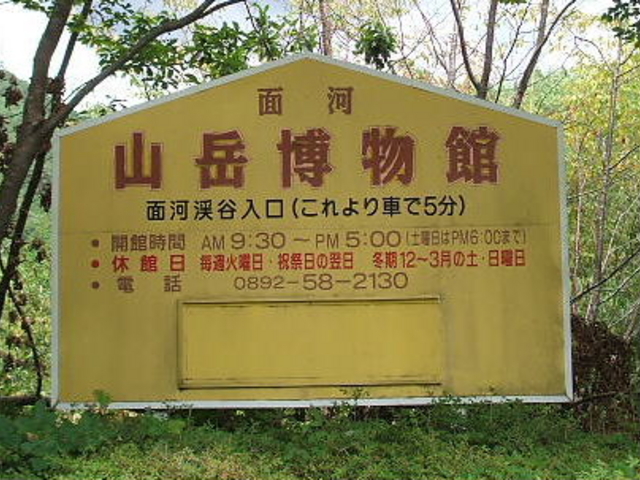 面河
山岳博物館
面河渓谷入口(これより車で5分)
• 開館時間 AM 9:30～PM 5:00(土曜日はPM6:00まで)
• 休館日 毎週火曜日・祝祭日の翌日 冬期12～3月の土・日曜日
• 電話 0892-58-2130